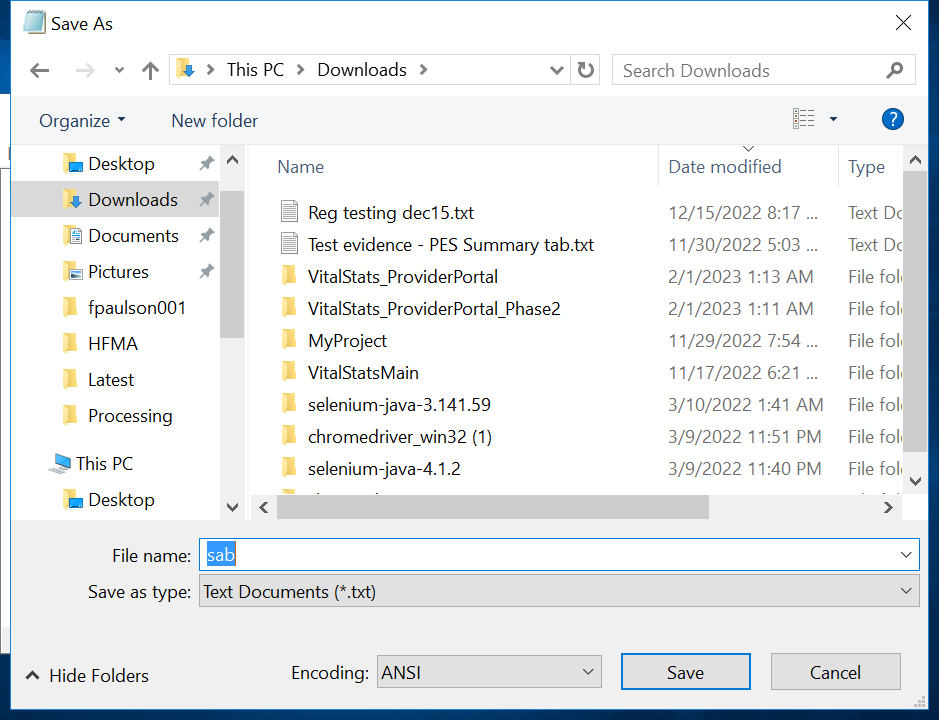 Save As
This PC Downloads
Search Downloads
Organize
New folder
?
Desktop
Downloads
Documents
Pictures
fpaulson001
HFMA
Latest
Processing
This PC
Desktop
Name Date modified Type
Reg testing dec15.txt 12/15/2022 8:17 ... Text Do
Test evidence - PES Summary tab.txt 11/30/2022 5:03 ... Text Do
VitalStats_ProviderPortal 2/1/2023 1:13 AM File fol
VitalStats_ProviderPortal_Phase2 2/1/2023 1:11 AM File fol
MyProject 11/29/2022 7:54 ... File fol
VitalStatsMain 11/17/2022 6:21 ... File fol
selenium-java-3.141.59 3/10/2022 1:41 AM File fol
chromedriver_win32 (1) 3/9/2022 11:51 PM File fol
selenium-java-4.1.2 3/9/2022 11:40 PM File fol
File name: sab
Save as type: Text Documents (*.txt)
Hide Folders
Encoding: ANSI
Save
Cancel